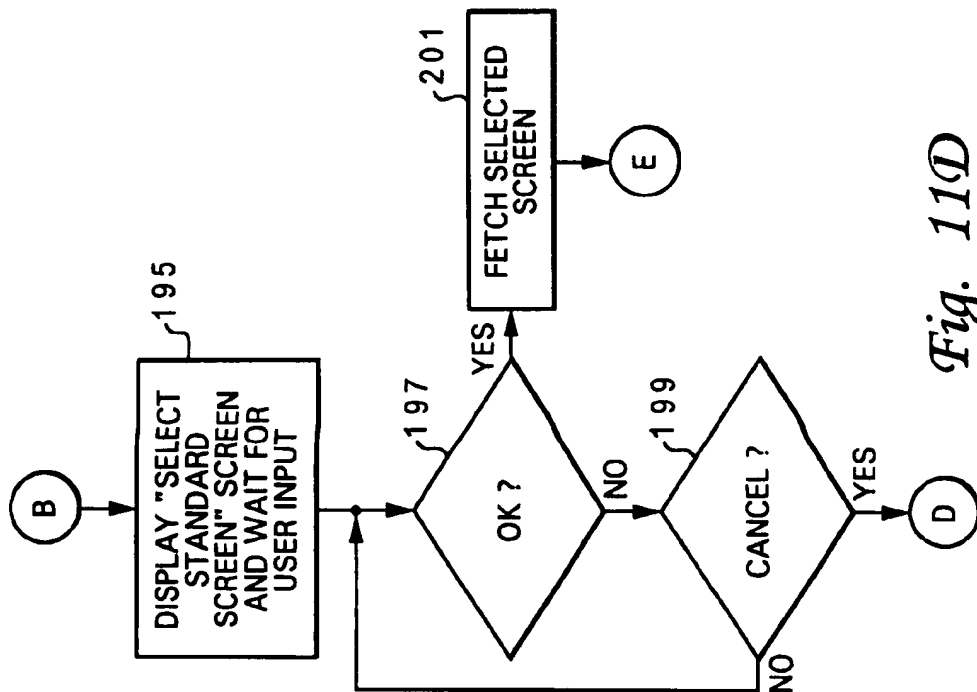 B
195
DISPLAY "SELECT
STANDARD
SCREEN" SCREEN
AND WAIT FOR
USER INPUT
197
OK ?
YES
NO
201
FETCH SELECTED
SCREEN
E
199
CANCEL ?
NO
YES
D
Fig. 11D